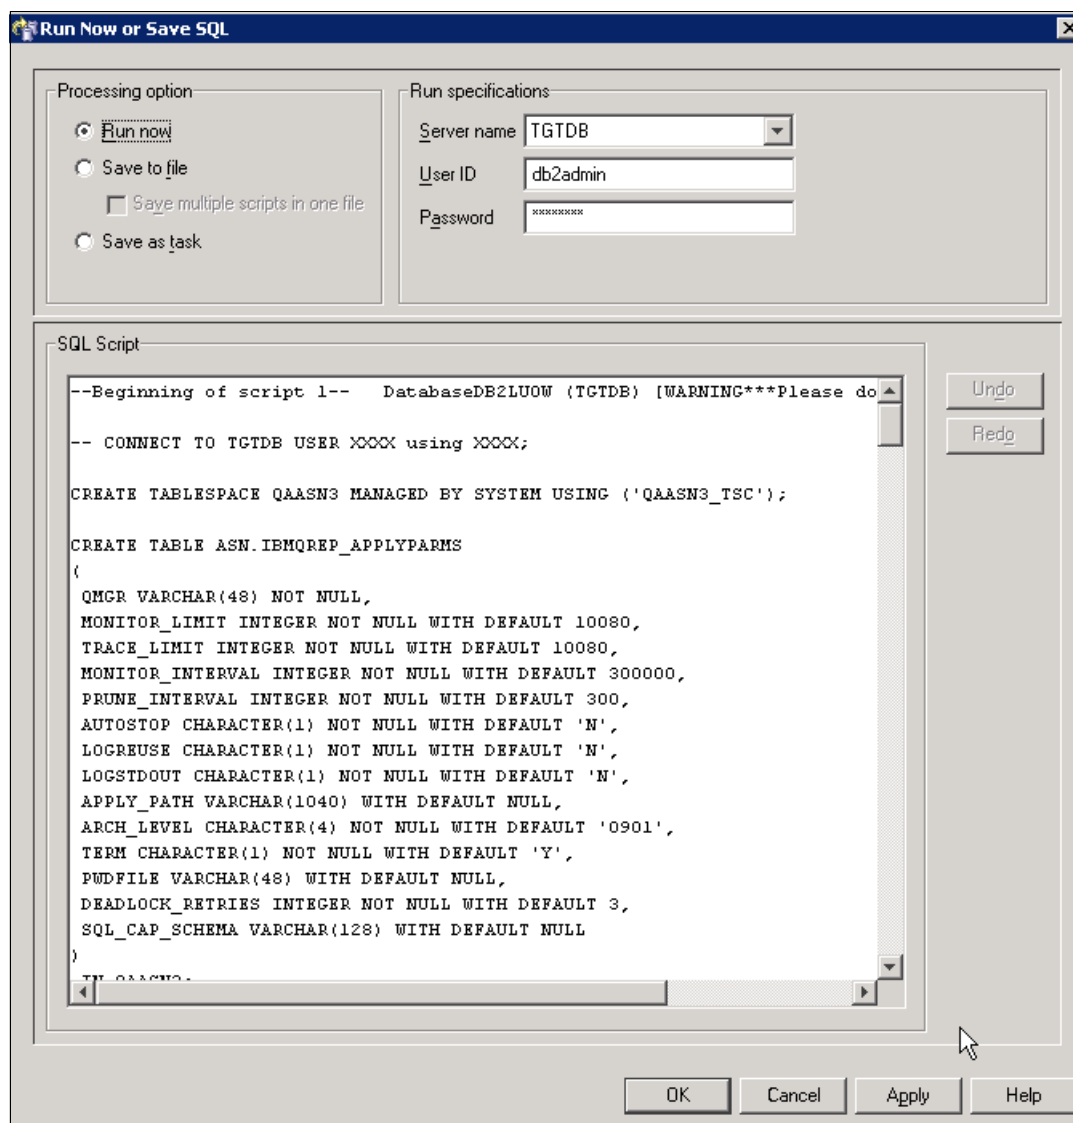 Run Now or Save SQL
Processing option
Run now
Save to file
Save multiple scripts in one file
Save as task
Run specifications
Server name TGTDB
User ID db2admin
Password xxxxxxxx
SQL Script
--Beginning of script 1-- DatabaseDB2LUOW (TGTDB) [WARNING***Please do
-- CONNECT TO TGTDB USER XXXX using XXXX;
CREATE TABLESPACE QAASN3 MANAGED BY SYSTEM USING ('QAASN3_TSC');
CREATE TABLE ASN.IBMQREP_APPLYPARMS
(
QMGR VARCHAR(48) NOT NULL,
MONITOR_LIMIT INTEGER NOT NULL WITH DEFAULT 10080,
TRACE_LIMIT INTEGER NOT NULL WITH DEFAULT 10080,
MONITOR_INTERVAL INTEGER NOT NULL WITH DEFAULT 300000,
PRUNE_INTERVAL INTEGER NOT NULL WITH DEFAULT 300,
AUTOSTOP CHARACTER(1) NOT NULL WITH DEFAULT 'N',
LOGREUSE CHARACTER(1) NOT NULL WITH DEFAULT 'N',
LOGSTDOUT CHARACTER(1) NOT NULL WITH DEFAULT 'N',
APPLY_PATH VARCHAR(1040) WITH DEFAULT NULL,
ARCH_LEVEL CHARACTER(4) NOT NULL WITH DEFAULT '0901',
TERM CHARACTER(1) NOT NULL WITH DEFAULT 'Y',
PWDFILE VARCHAR(48) WITH DEFAULT NULL,
DEADLOCK_RETRIES INTEGER NOT NULL WITH DEFAULT 3,
SQL_CAP_SCHEMA VARCHAR(128) WITH DEFAULT NULL
)
IN QAASN3;
Undo
Redo
OK
Cancel
Apply
Help